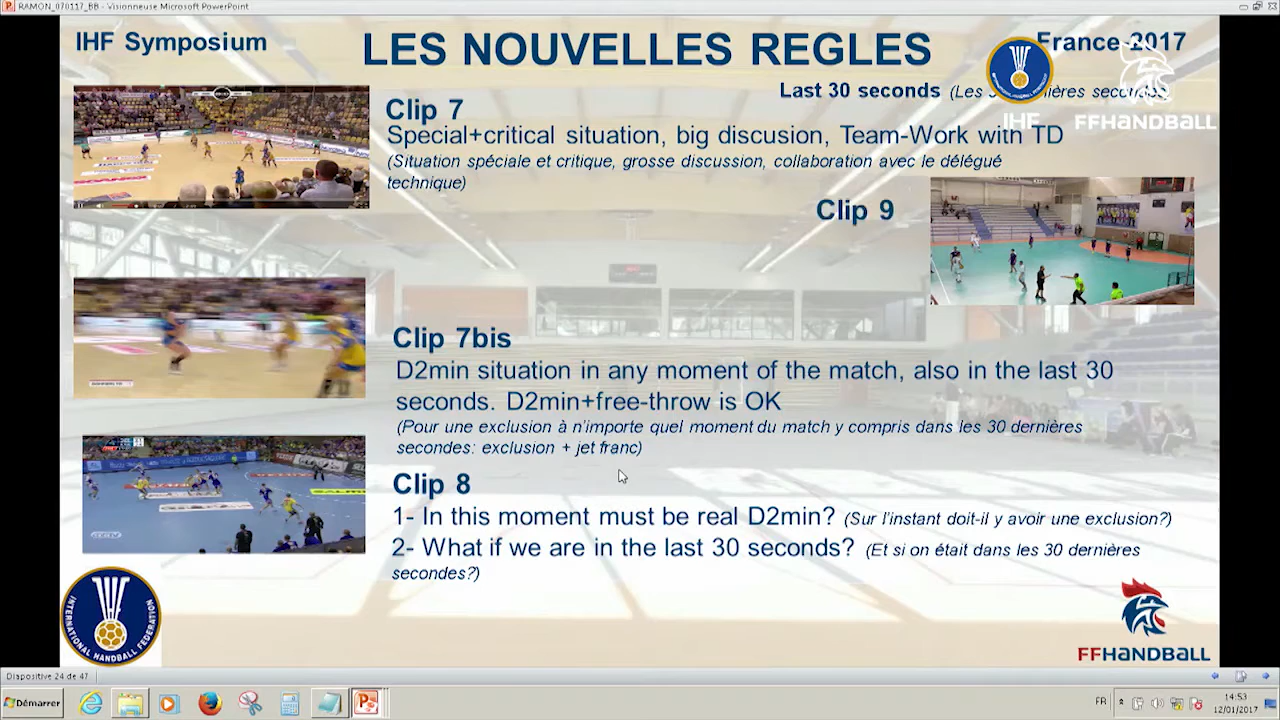 RAMON_070117_BB - Visionneuse Microsoft PowerPoint
IHF Symposium
LES NOUVELLES REGLES
France 2017
Last 30 seconds (Les
IHF
FFHANDBALL
Clip 7
Special+critical situation, big discusion, Team-Work with TD
(Situation spéciale et critique, grosse discussion, collaboration avec le délégué
technique)
Clip 9
Clip 7bis
D2min situation in any moment of the match, also in the last 30
seconds. D2min+free-throw is OK
(Pour une exclusion à n'importe quel moment du match y compris dans les 30 dernières
secondes: exclusion + jet franc)
Clip 8
1- In this moment must be real D2min? (Sur l'instant doit-il y avoir une exclusion?)
2- What if we are in the last 30 seconds? (Et si on était dans les 30 dernières
secondes?)
INTERNATIONAL HANDBALL FEDERATION
FFHANDBALL
Dispositive 24 de 47
Démarrer
FR
14:53
12/01/2017